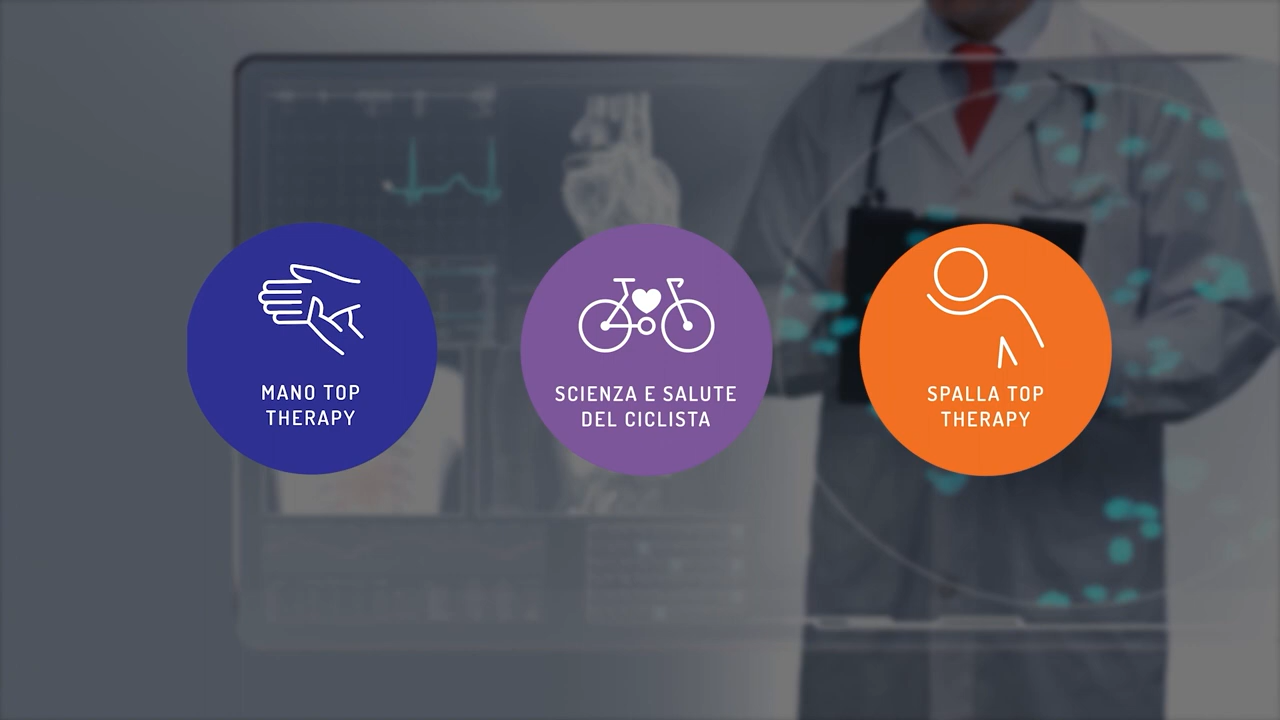 MANO TOP
THERAPY
SCIENZA E SALUTE
DEL CICLISTA
SPALLA TOP
THERAPY